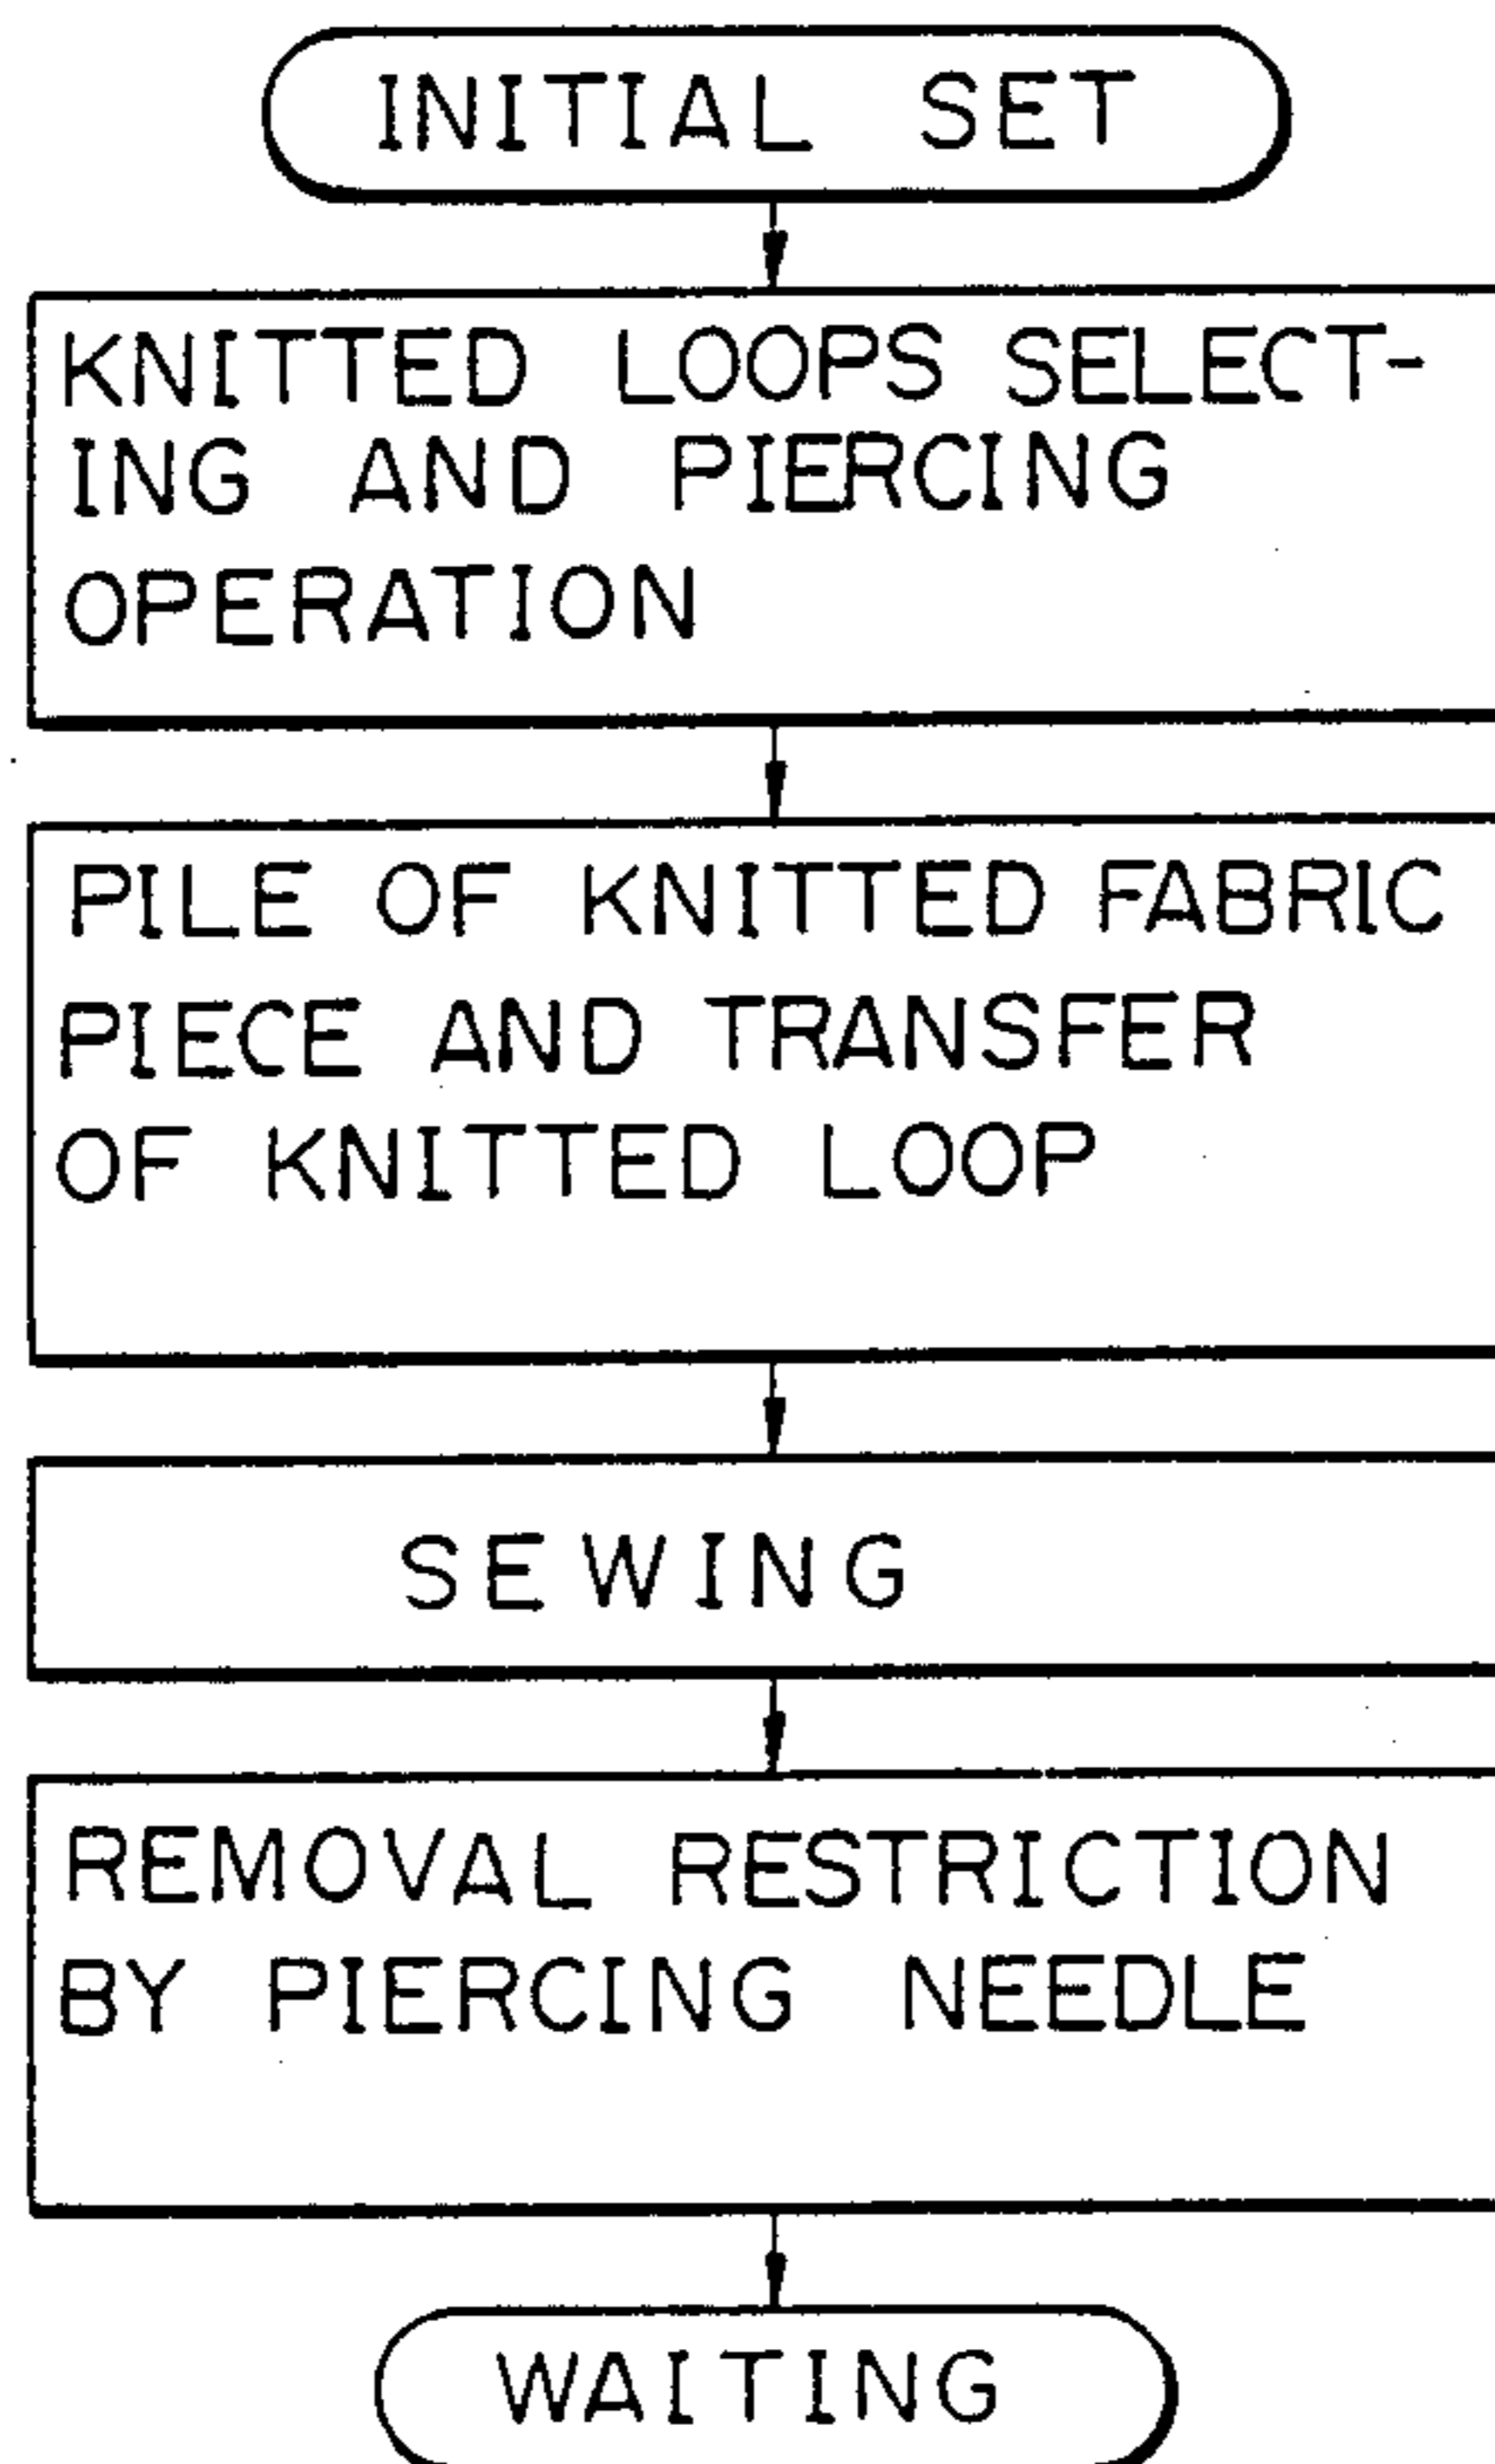 INITIAL SET
KNITTED LOOPS SELECT-
ING AND PIERCING
OPERATION
PILE OF KNITTED FABRIC
PIECE AND TRANSFER
OF KNITTED LOOP
SEWING
REMOVAL RESTRICTION
BY PIERCING NEEDLE
WAITING